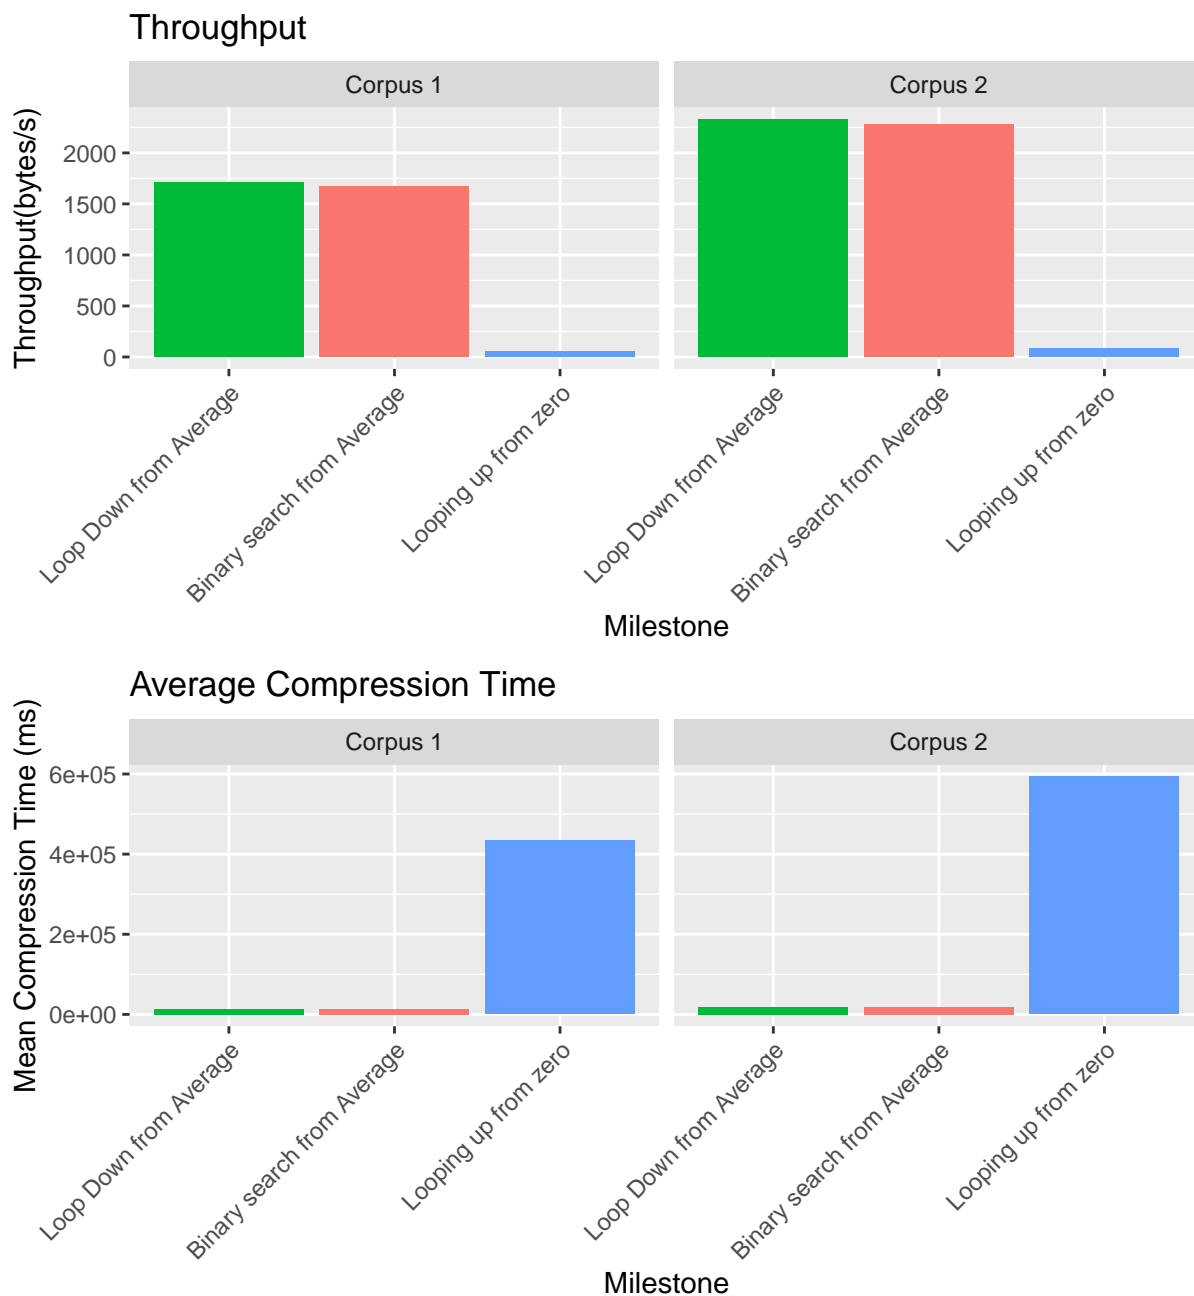 Throughput
Corpus 1
Corpus 2
Throughput(bytes/s)
2000
1500
1000
500
0
Loop Down from Average
Binary search from Average
Looping up from zero
Loop Down from Average
Binary search from Average
Looping up from zero
Milestone
Average Compression Time
Corpus 1
Corpus 2
Mean Compression Time (ms)
6e+05
4e+05
2e+05
0e+00
Loop Down from Average
Binary search from Average
Looping up from zero
Loop Down from Average
Binary search from Average
Looping up from zero
Milestone